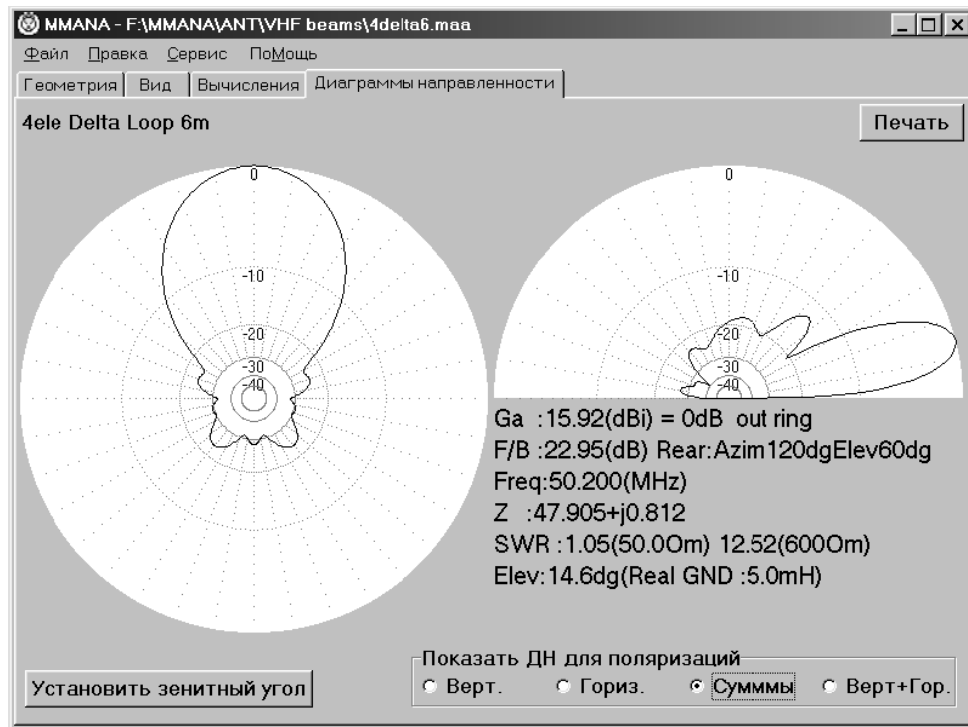 MMANA - F:\MMANA\ANT\VHF beams\4delta6.maa
Файл Правка Сервис ПоМощь
Геометрия Вид Вычисления Диаграммы направленности
4ele Delta Loop 6m
Печать
0
-10
-20
-30
-40
0
-10
-20
-30
-40
Ga :15.92(dBi) = 0dB out ring
F/B :22.95(dB) Rear:Azim120dgElev60dg
Freq:50.200(MHz)
Z :47.905+j0.812
SWR :1.05(50.0Om) 12.52(600Om)
Elev:14.6dg(Real GND :5.0mH)
Показать ДН для поляризаций
Верт. Гориз. Сумммы Верт+Гор.
Установить зенитный угол